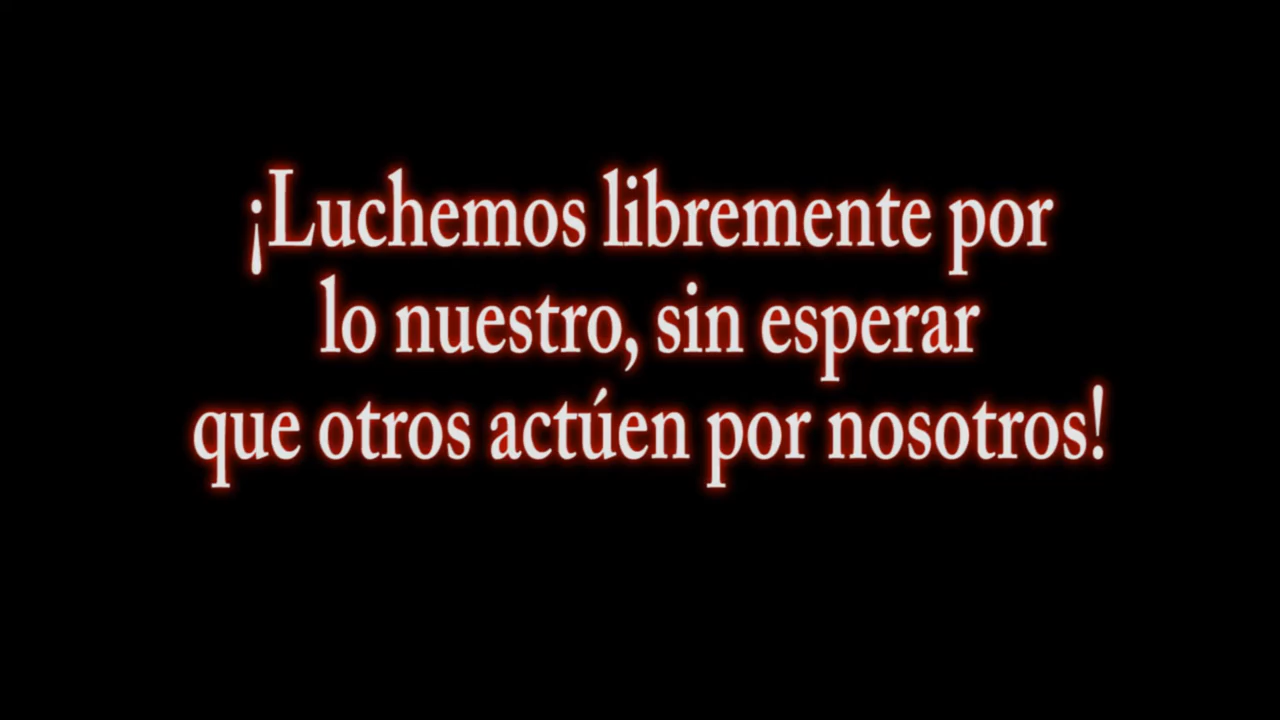 ¡Luchemos libremente por
lo nuestro, sin esperar
que otros actúen por nosotros!